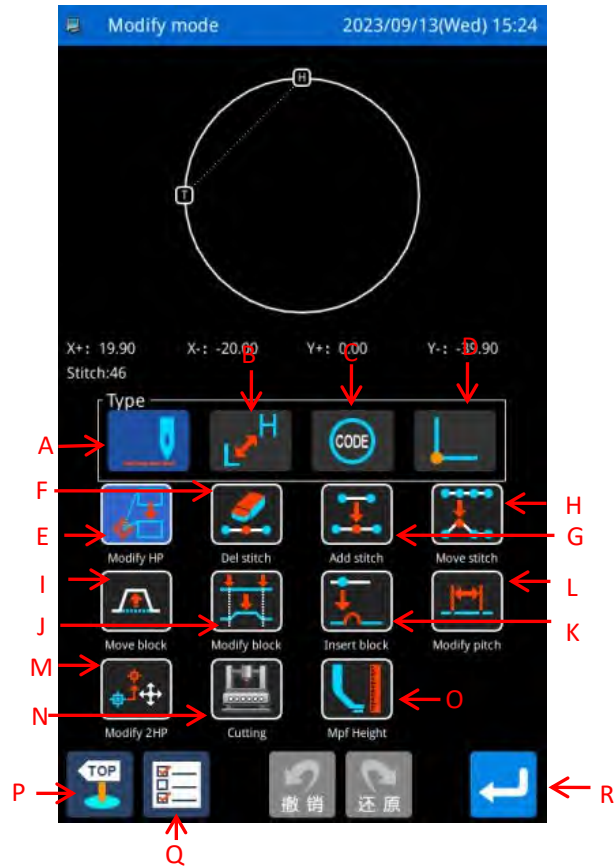 Modify mode 2023/09/13(Wed) 15:24
H
T
X+: 19.90 X-: -20.00 Y+: 0.00 Y-: -39.90
Stitch:46
B C D
Type
A
L H
CODE
F
E
H
G
Modify HP Del stitch Add stitch Move stitch
I
J
L
K
Move block Modify block Insert block Modify pitch
M
N
O
Modify 2HP Cutting Mpf Height
TOP
撤销 还原
P
R
Q